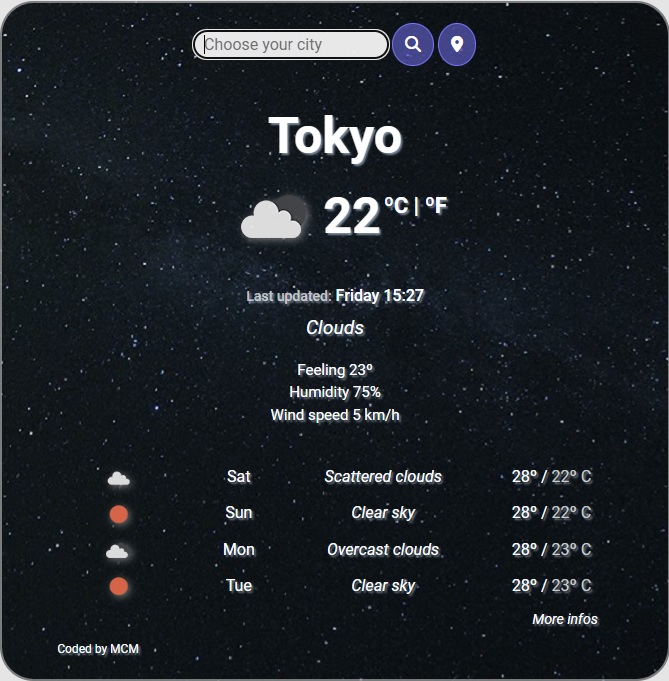 Choose your city
Tokyo
22 ºC | ºF
Last updated: Friday 15:27
Clouds
Feeling 23º
Humidity 75%
Wind speed 5 km/h
Sat Scattered clouds 28º / 22º C
Sun Clear sky 28º / 22º C
Mon Overcast clouds 28º / 23º C
Tue Clear sky 28º / 23º C
More infos
Coded by MCM